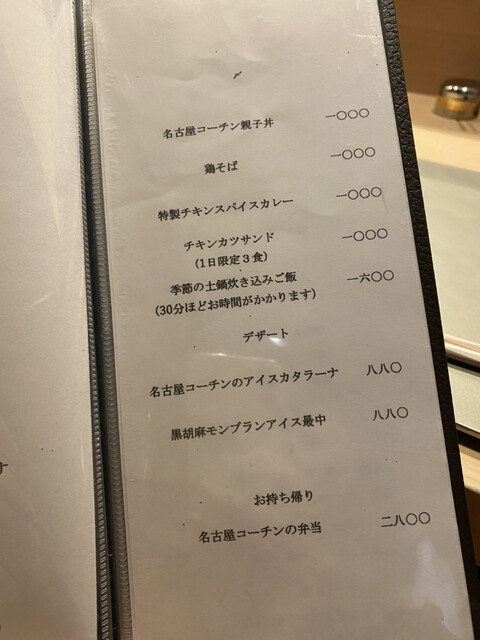 〆
名古屋コーチン親子丼 一〇〇〇
鶏そば 一〇〇〇
特製チキンスパイスカレー 一〇〇〇
チキンカツサンド 一〇〇〇
(1日限定３食)
季節の土鍋炊き込みご飯 一六〇〇
(30分ほどお時間がかかります)
デザート
名古屋コーチンのアイスカタラーナ 八八〇
黒胡麻モンブランアイス最中 八八〇
お持ち帰り
名古屋コーチンの弁当 二八〇〇